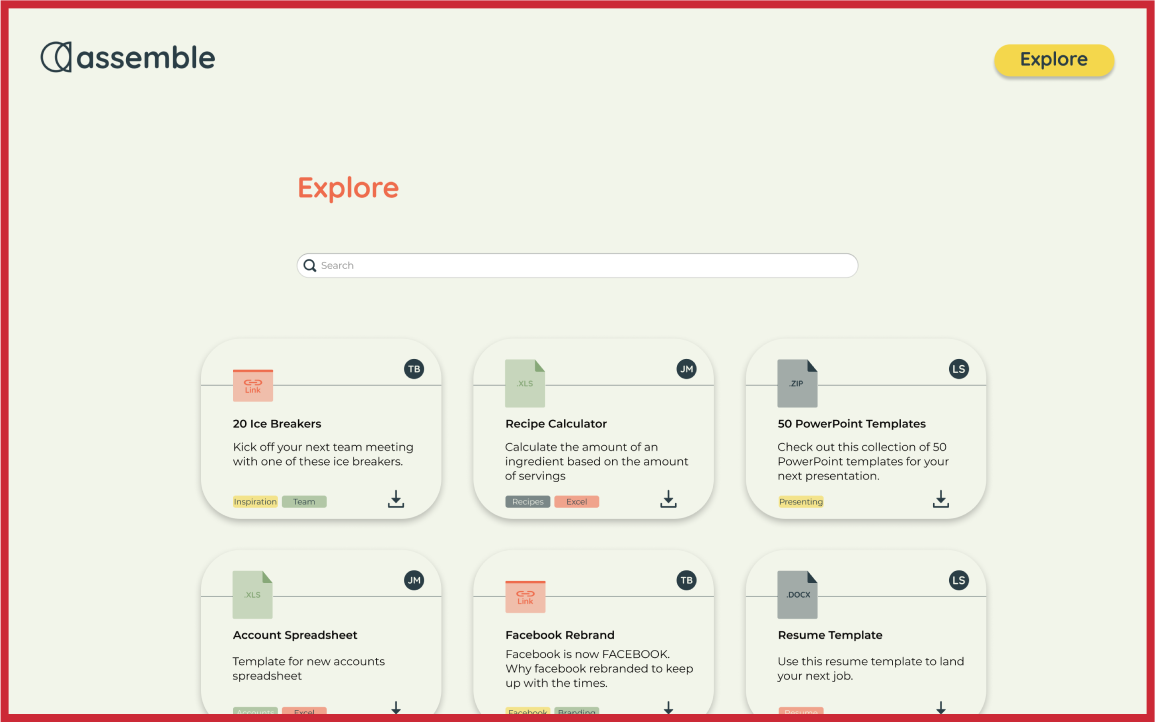 assemble
Explore
Explore
Search
TB
Link
20 Ice Breakers
Kick off your next team meeting
with one of these ice breakers.
Inspiration Team
JM
.XLS
Recipe Calculator
Calculate the amount of an
ingredient based on the amount
of servings
Recipes Excel
LS
.ZIP
50 PowerPoint Templates
Check out this collection of 50
PowerPoint templates for your
next presentation.
Presenting
JM
.XLS
Account Spreadsheet
Template for new accounts
spreadsheet
Accounts Excel
TB
Link
Facebook Rebrand
Facebook is now FACEBOOK.
Why facebook rebranded to keep
up with the times.
Facebook Branding
LS
.DOCX
Resume Template
Use this resume template to land
your next job.
Resume